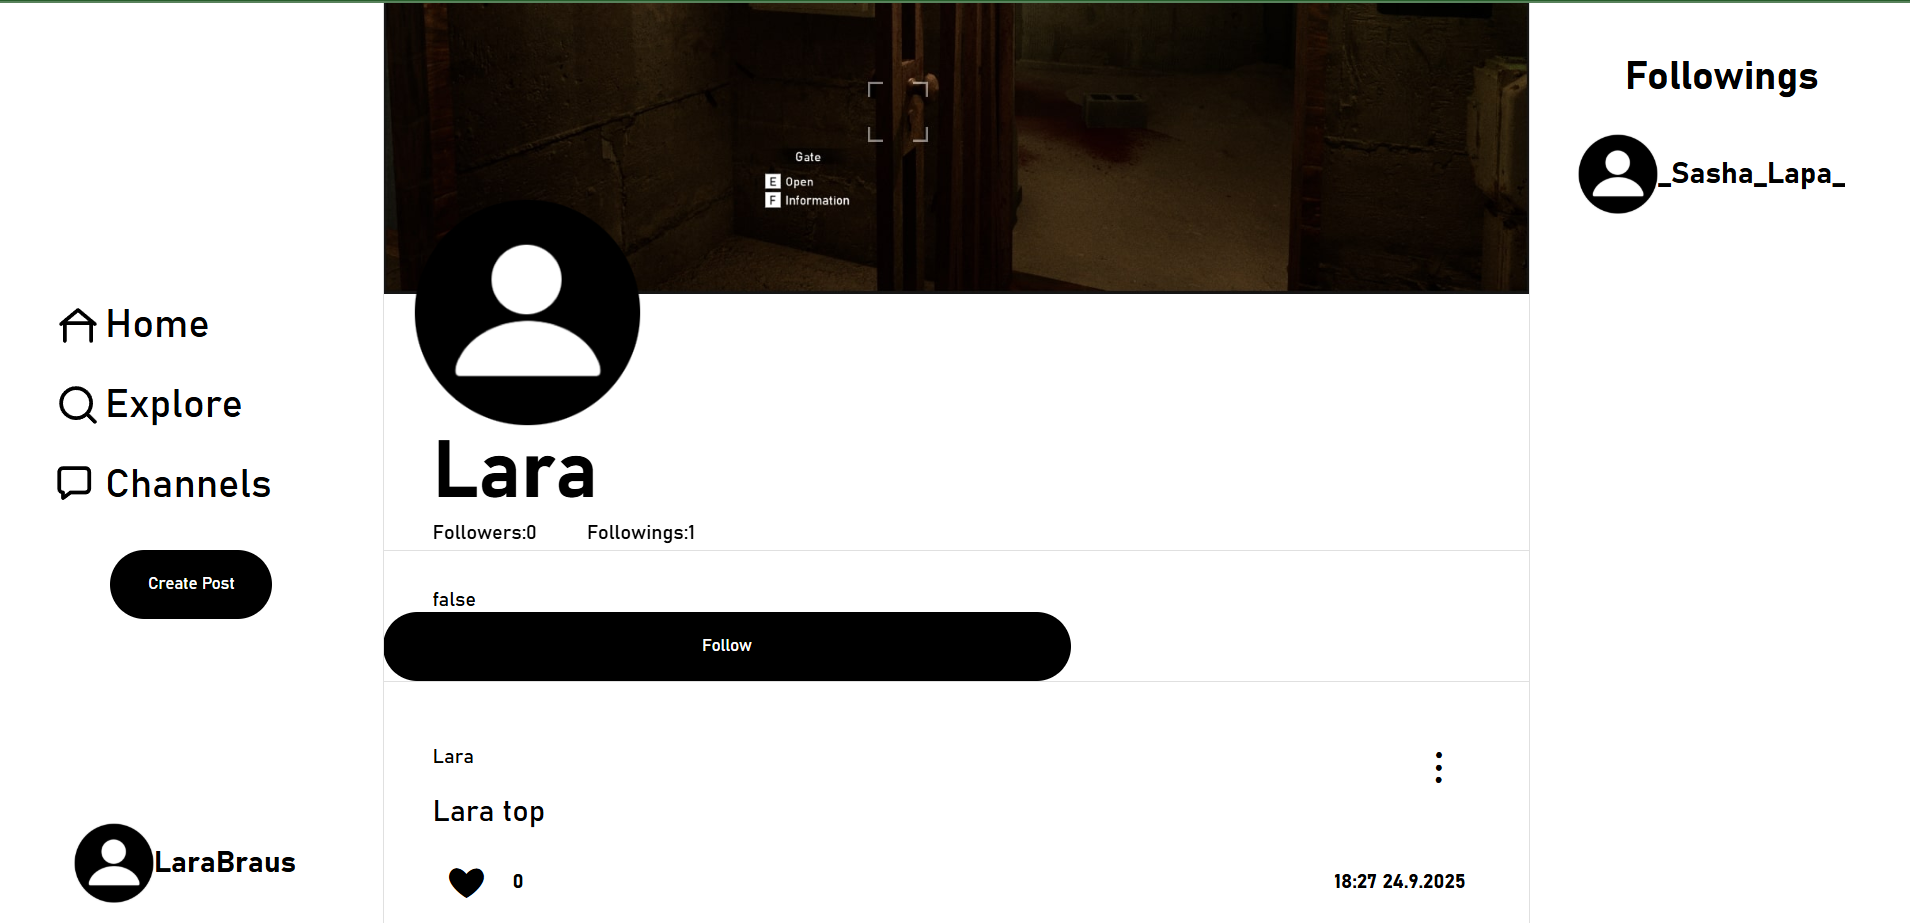 Home
Explore
Channels
Create Post
LaraBraus
Gate
E Open
F Information
Lara
Followers:0 Followings:1
false
Follow
Lara
Lara top
0 18:27 24.9.2025
Followings
_Sasha_Lapa_